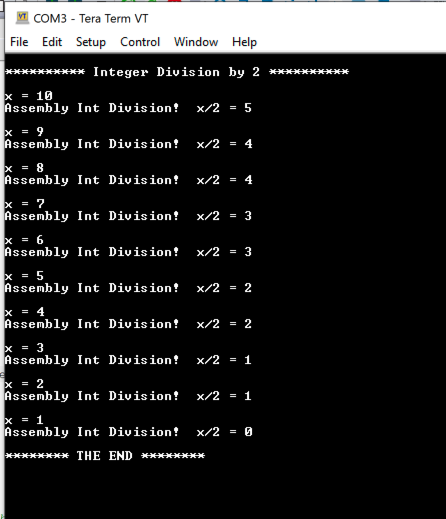 COM3 - Tera Term VT
File Edit Setup Control Window Help
********** Integer Division by 2 **********
x = 10
Assembly Int Division!  x/2 = 5
x = 9
Assembly Int Division!  x/2 = 4
x = 8
Assembly Int Division!  x/2 = 4
x = 7
Assembly Int Division!  x/2 = 3
x = 6
Assembly Int Division!  x/2 = 3
x = 5
Assembly Int Division!  x/2 = 2
x = 4
Assembly Int Division!  x/2 = 2
x = 3
Assembly Int Division!  x/2 = 1
x = 2
Assembly Int Division!  x/2 = 1
x = 1
Assembly Int Division!  x/2 = 0
******** THE END ********